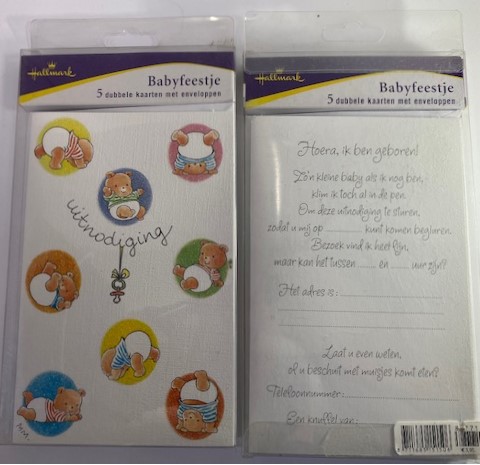 Hallmark
Babyfeestje
5 dubbele kaarten met enveloppen
uitnodiging
Hallmark
Babyfeestje
5 dubbele kaarten met enveloppen
Hoera, ik ben geboren!
Zo'n kleine baby als ik nog ben,
klim ik toch al in de pen.
Om deze uitnodiging te sturen,
zodat u mij op ______ kunt komen begluren.
Bezoek vind ik heel fijn,
maar kan het tussen ____ en ____ uur zijn?
Het adres is:
Laat u even weten,
of u beschuit met muisjes komt eten?
Telefoonnummer:
Een knuffel van: